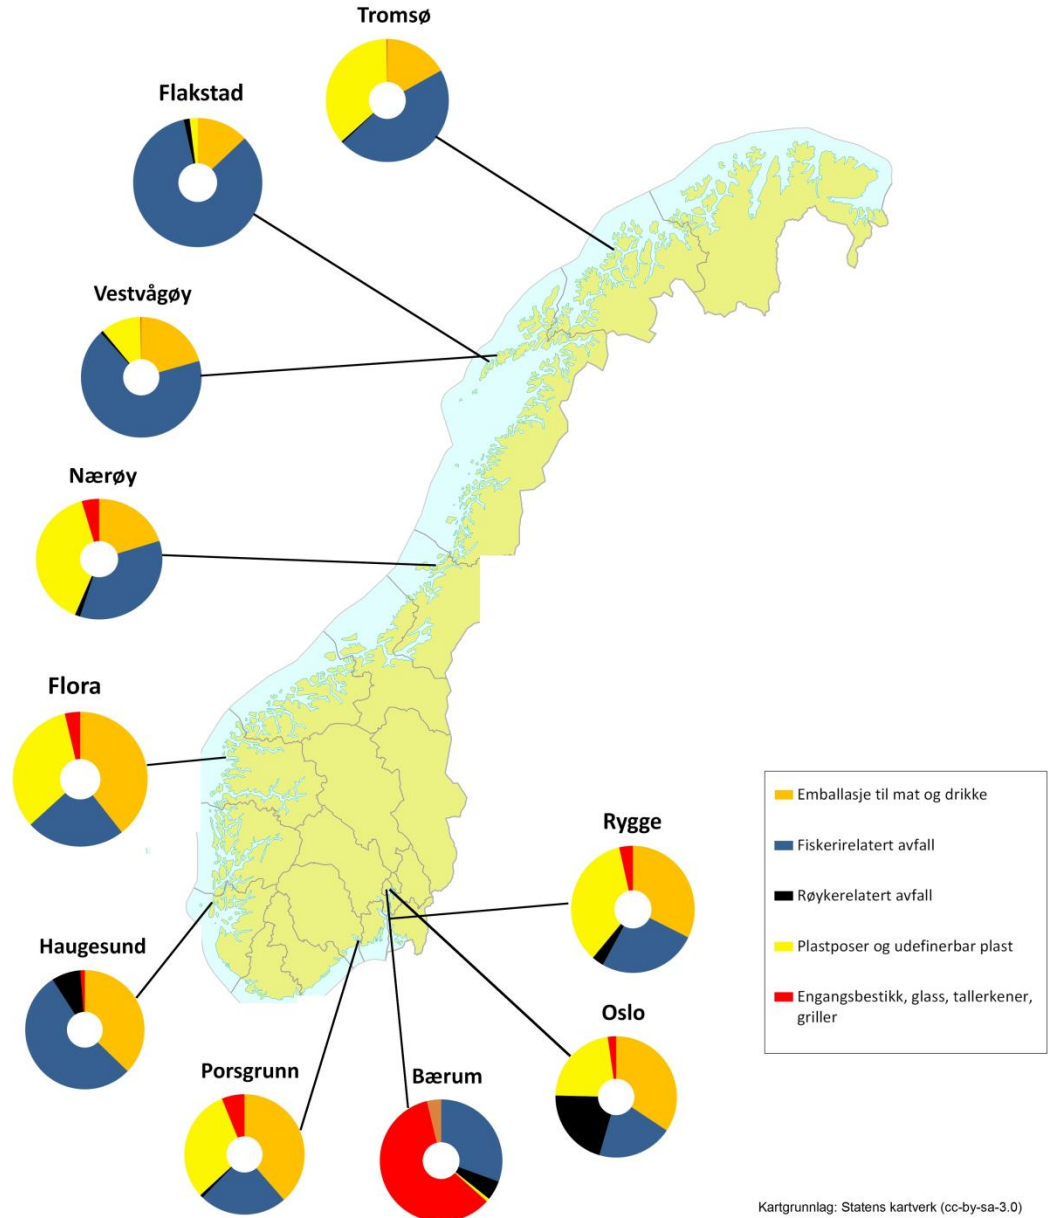 Tromsø
Flakstad
Vestvågøy
Nærøy
Flora
Haugesund
Porsgrunn
Bærum
Oslo
Rygge
Emballasje til mat og drikke
Fiskerirelatert avfall
Røykerelatert avfall
Plastposer og udefinerbar plast
Engangsbestikk, glass, tallerkener,
griller
Kartgrunnlag: Statens kartverk (cc-by-sa-3.0)